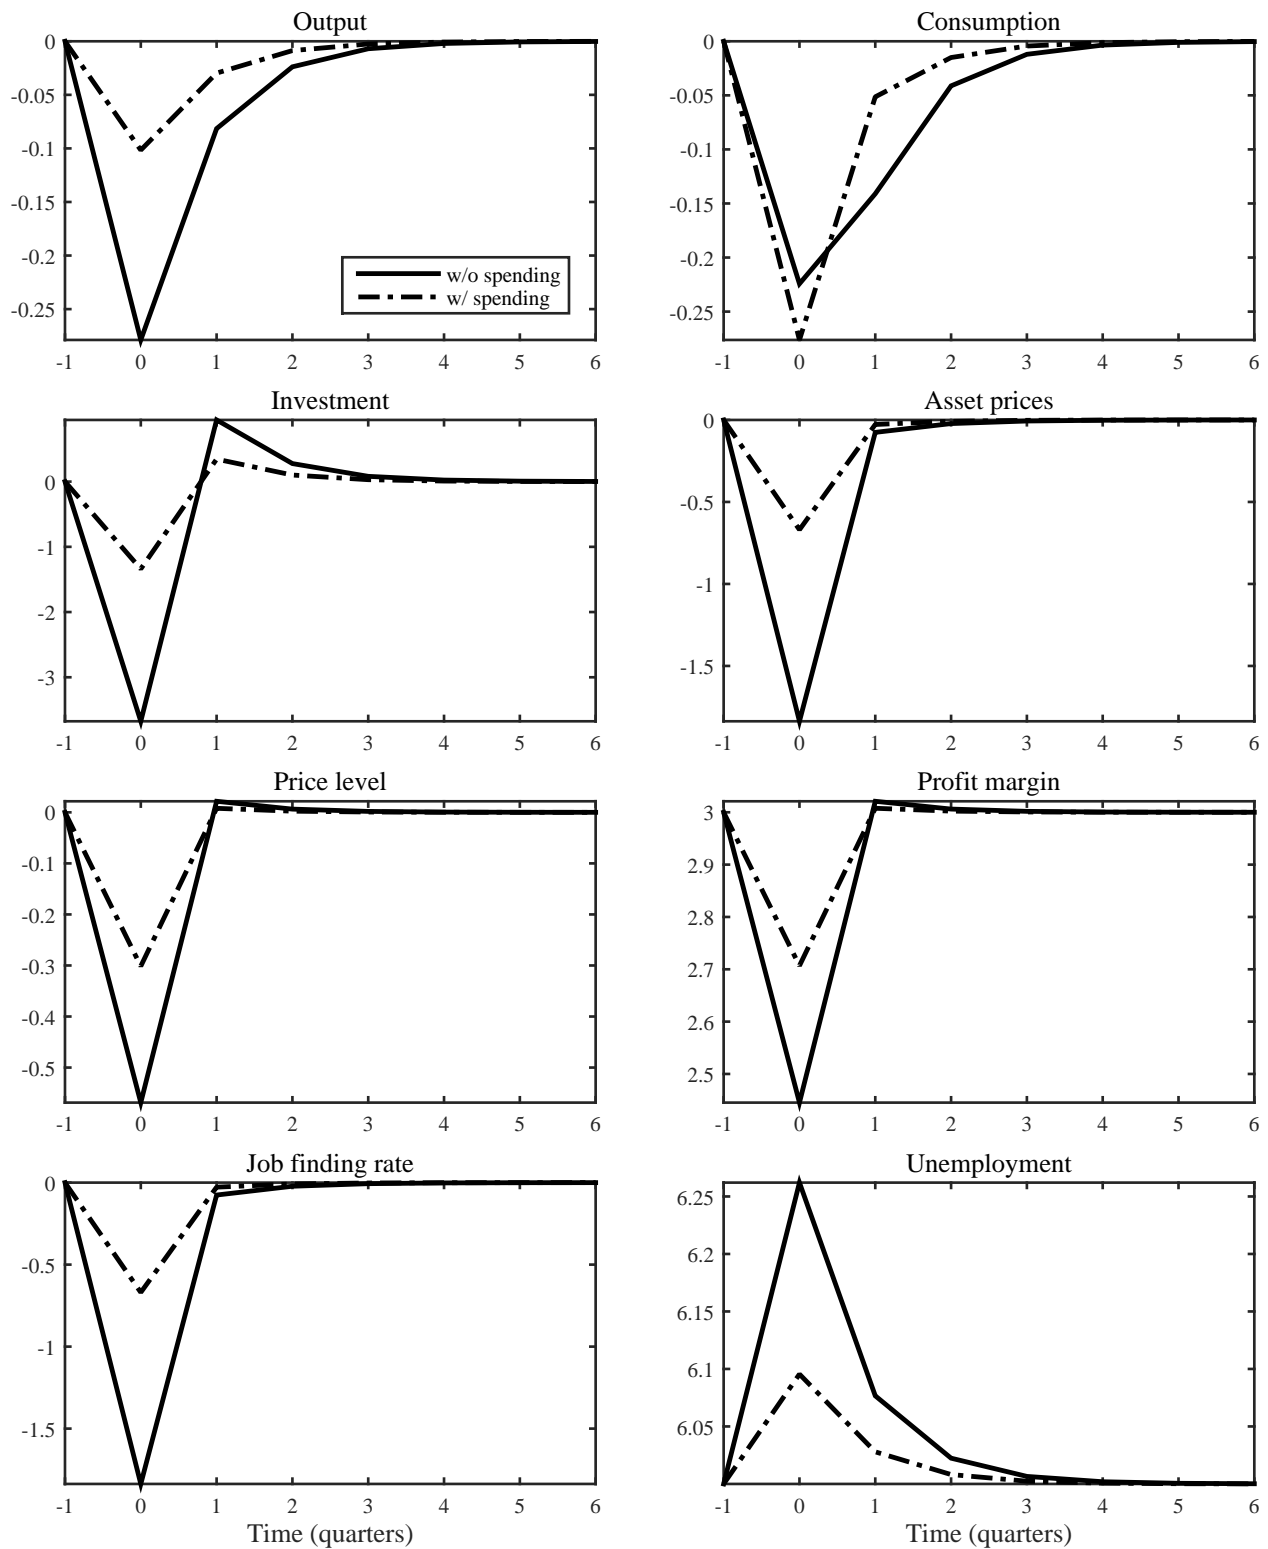 Output
0
-0.05
-0.1
-0.15
-0.2
-0.25
w/o spending
w/ spending
-1 0 1 2 3 4 5 6
Consumption
0
-0.05
-0.1
-0.15
-0.2
-0.25
-1 0 1 2 3 4 5 6
Investment
0
-1
-2
-3
-1 0 1 2 3 4 5 6
Asset prices
0
-0.5
-1
-1.5
-1 0 1 2 3 4 5 6
Price level
0
-0.1
-0.2
-0.3
-0.4
-0.5
-1 0 1 2 3 4 5 6
Profit margin
3
2.9
2.8
2.7
2.6
2.5
-1 0 1 2 3 4 5 6
Job finding rate
0
-0.5
-1
-1.5
-1 0 1 2 3 4 5 6
Time (quarters)
Unemployment
6.25
6.2
6.15
6.1
6.05
-1 0 1 2 3 4 5 6
Time (quarters)